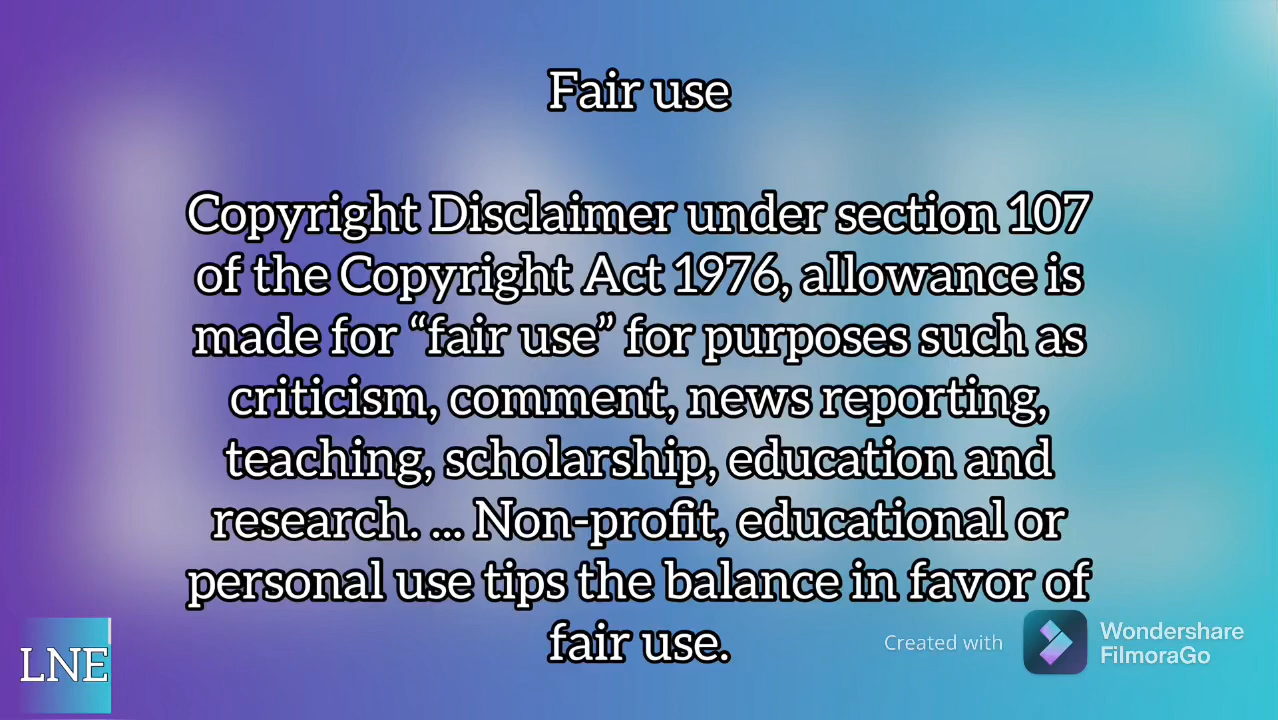 Fair use
Copyright Disclaimer under section 107
of the Copyright Act 1976, allowance is
made for “fair use” for purposes such as
criticism, comment, news reporting,
teaching, scholarship, education and
research. ... Non-profit, educational or
personal use tips the balance in favor of
fair use.
LNE
Created with
Wondershare
FilmoraGo